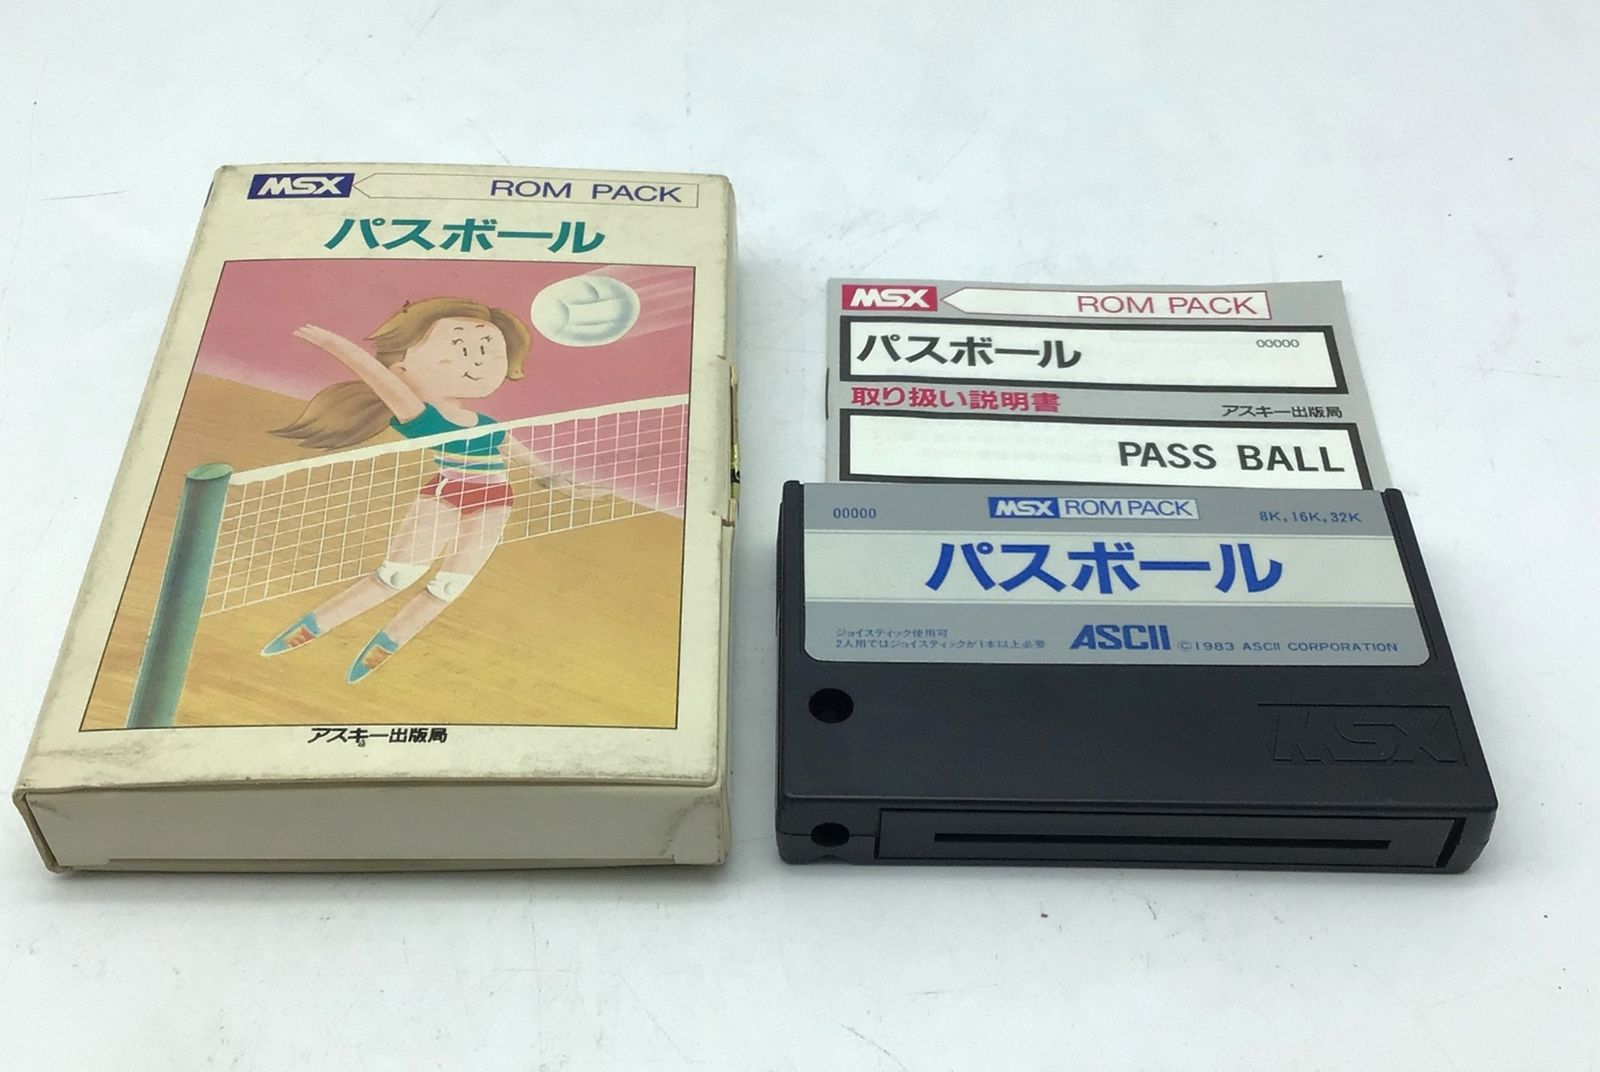 MSX ROM PACK
パスボール
アスキー出版局
MSX ROM PACK
パスボール 00000
取り扱い説明書 アスキー出版局
PASS BALL
00000 MSX ROM PACK 8K,16K,32K
パスボール
ジョイスティック使用可
2人用ではジョイスティックが1本以上必要
ASCII ©1983 ASCII CORPORATION
MSX